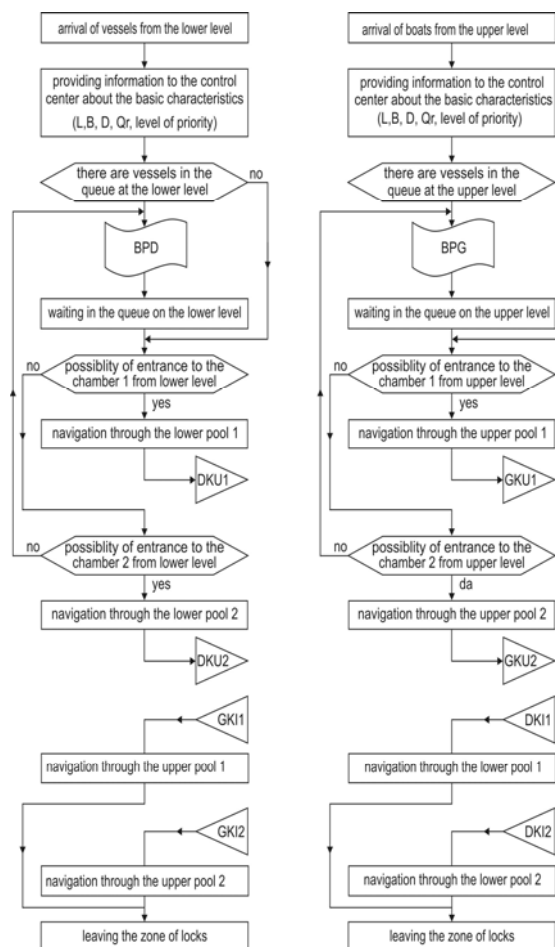 arrival of vessels from the lower level
providing information to the control
center about the basic characteristics
(L,B, D, Qr, level of priority)
there are vessels in the
queue at the lower level
no
BPD
waiting in the queue on the lower level
no
possiblity of entrance to the
chamber 1 from lower level
yes
navigation through the lower pool 1
DKU1
no
possiblity of entrance to the
chamber 2 from lower level
yes
navigation through the lower pool 2
DKU2
GKI1
navigation through the upper pool 1
GKI2
navigation through the upper pool 2
leaving the zone of locks
arrival of boats from the upper level
providing information to the control
center about the basic characteristics
(L,B, D, Qr, level of priority)
there are vessels in the
queue at the upper level
BPG
waiting in the queue on the upper level
no
possiblity of entrance to the
chamber 1 from upper level
yes
navigation through the upper pool 1
GKU1
no
possiblity of entrance to the
chamber 2 from upper level
da
navigation through the upper pool 2
GKU2
DKI1
navigation through the lower pool 1
DKI2
navigation through the lower pool 2
leaving the zone of locks